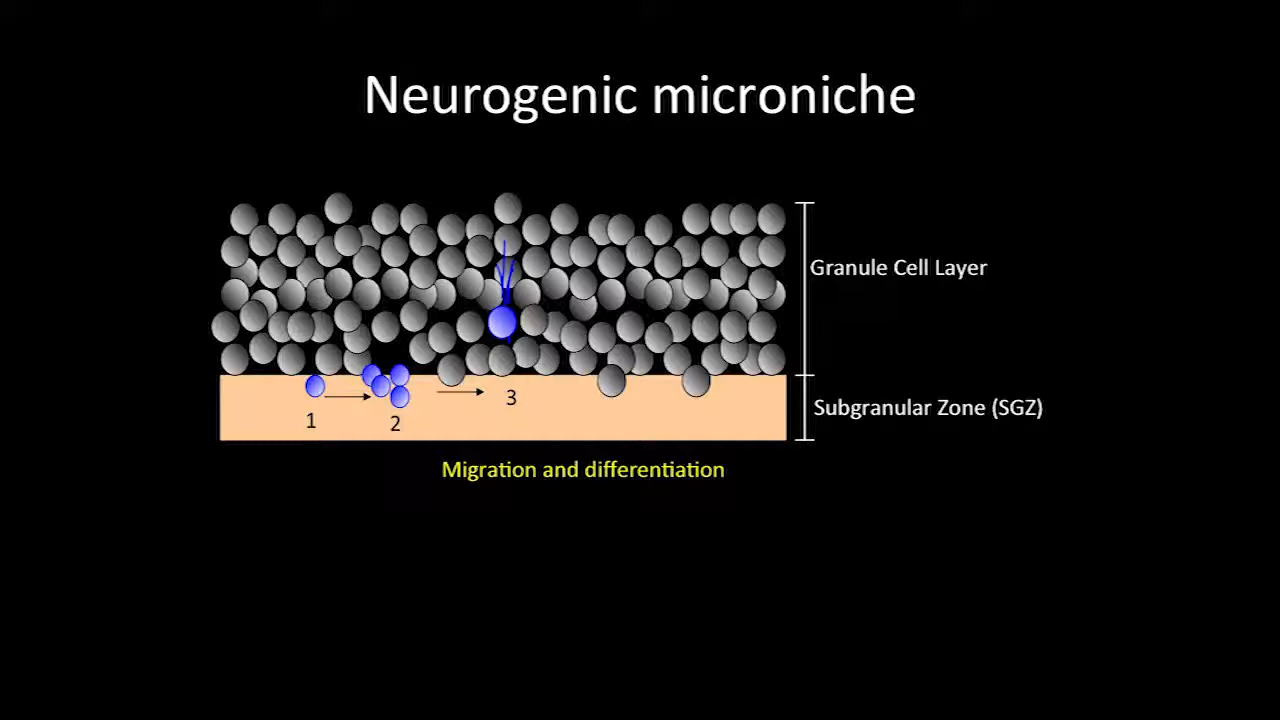 Neurogenic microniche
Granule Cell Layer
1
2
3
Subgranular Zone (SGZ)
Migration and differentiation